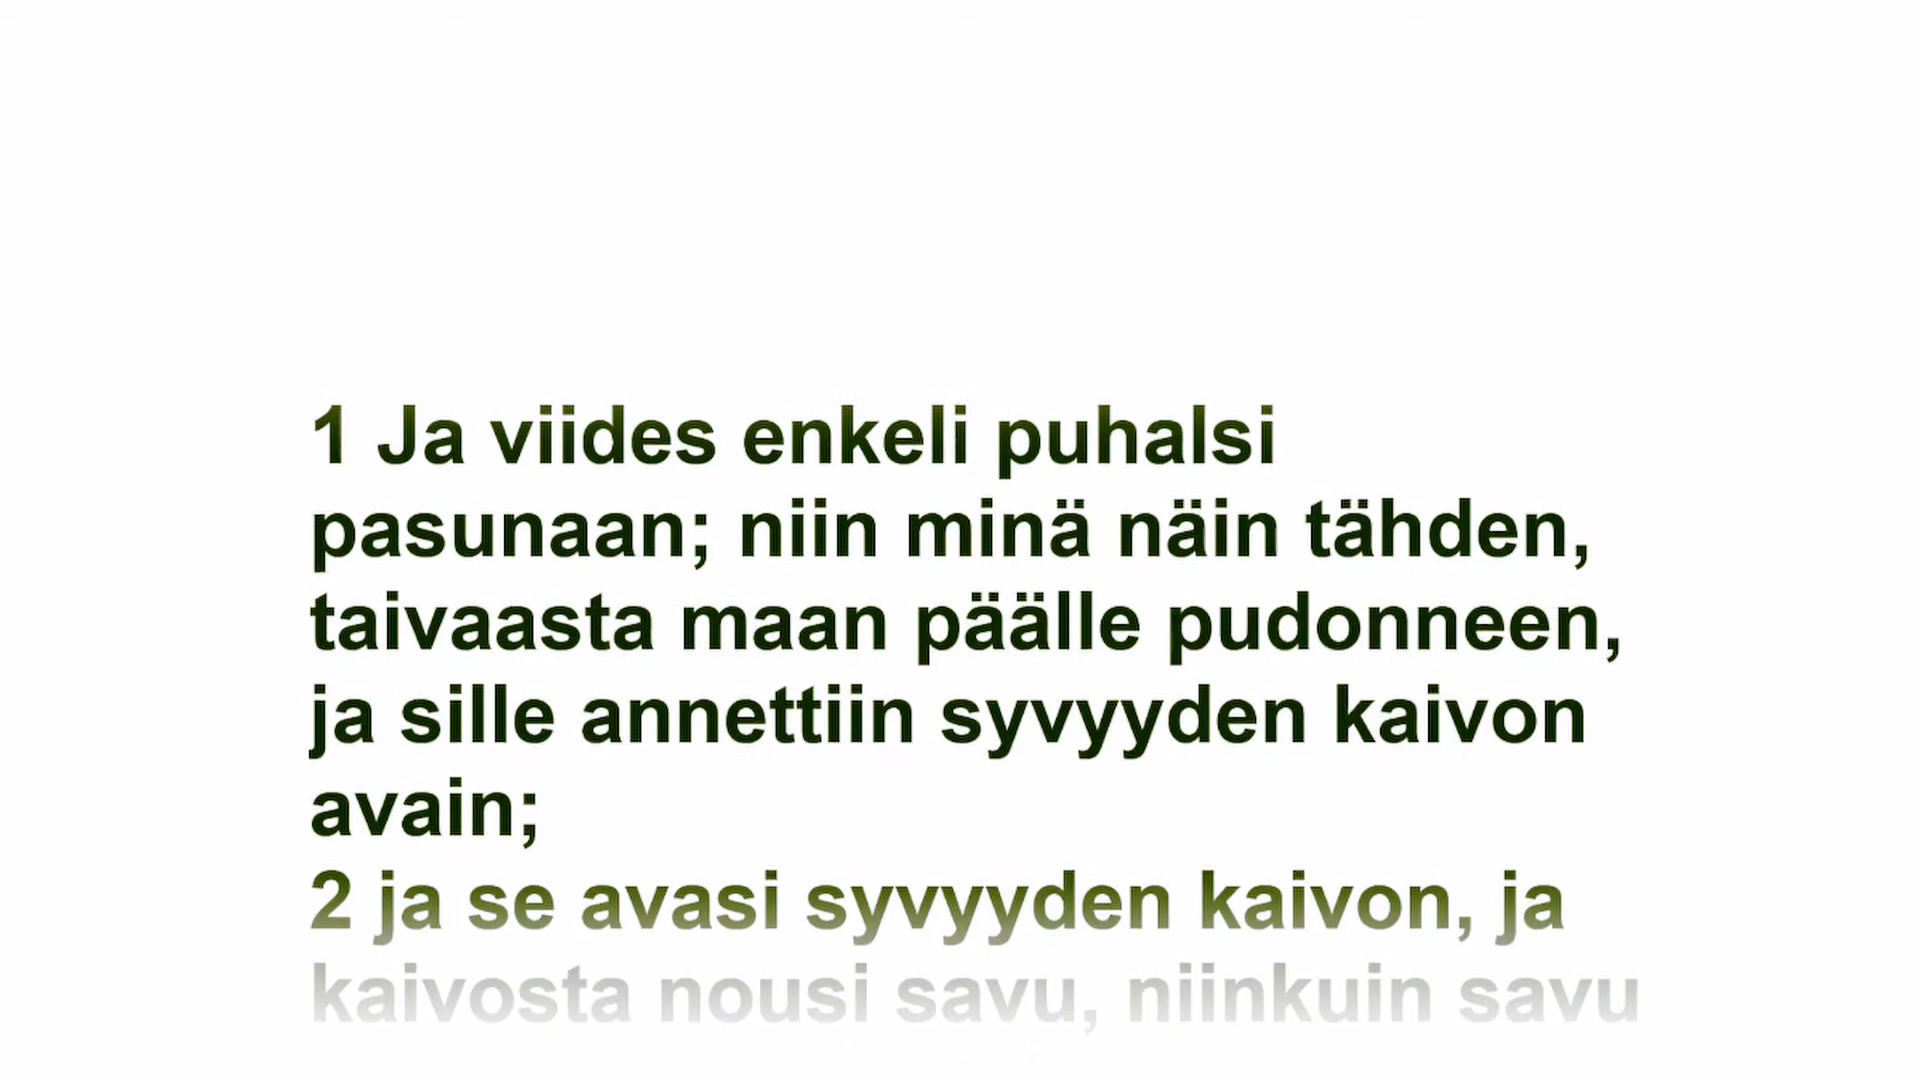 1 Ja viides enkeli puhalsi
pasunaan; niin minä näin tähden,
taivaasta maan päälle pudonneen,
ja sille annettiin syvyyden kaivon
avain;
2 ja se avasi syvyyden kaivon, ja
kaivosta nousi savu, niinkuin savu